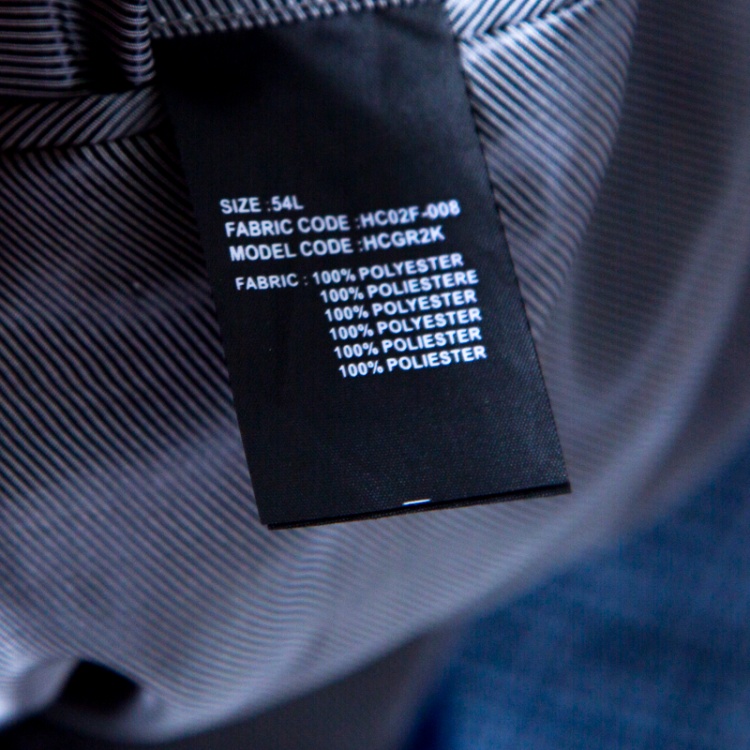 SIZE :54L
FABRIC CODE :HC02F-008
MODEL CODE :HCGR2K
FABRIC : 100% POLYESTER
100% POLIESTERE
100% POLYESTER
100% POLYESTER
100% POLIESTER
100% POLIESTER